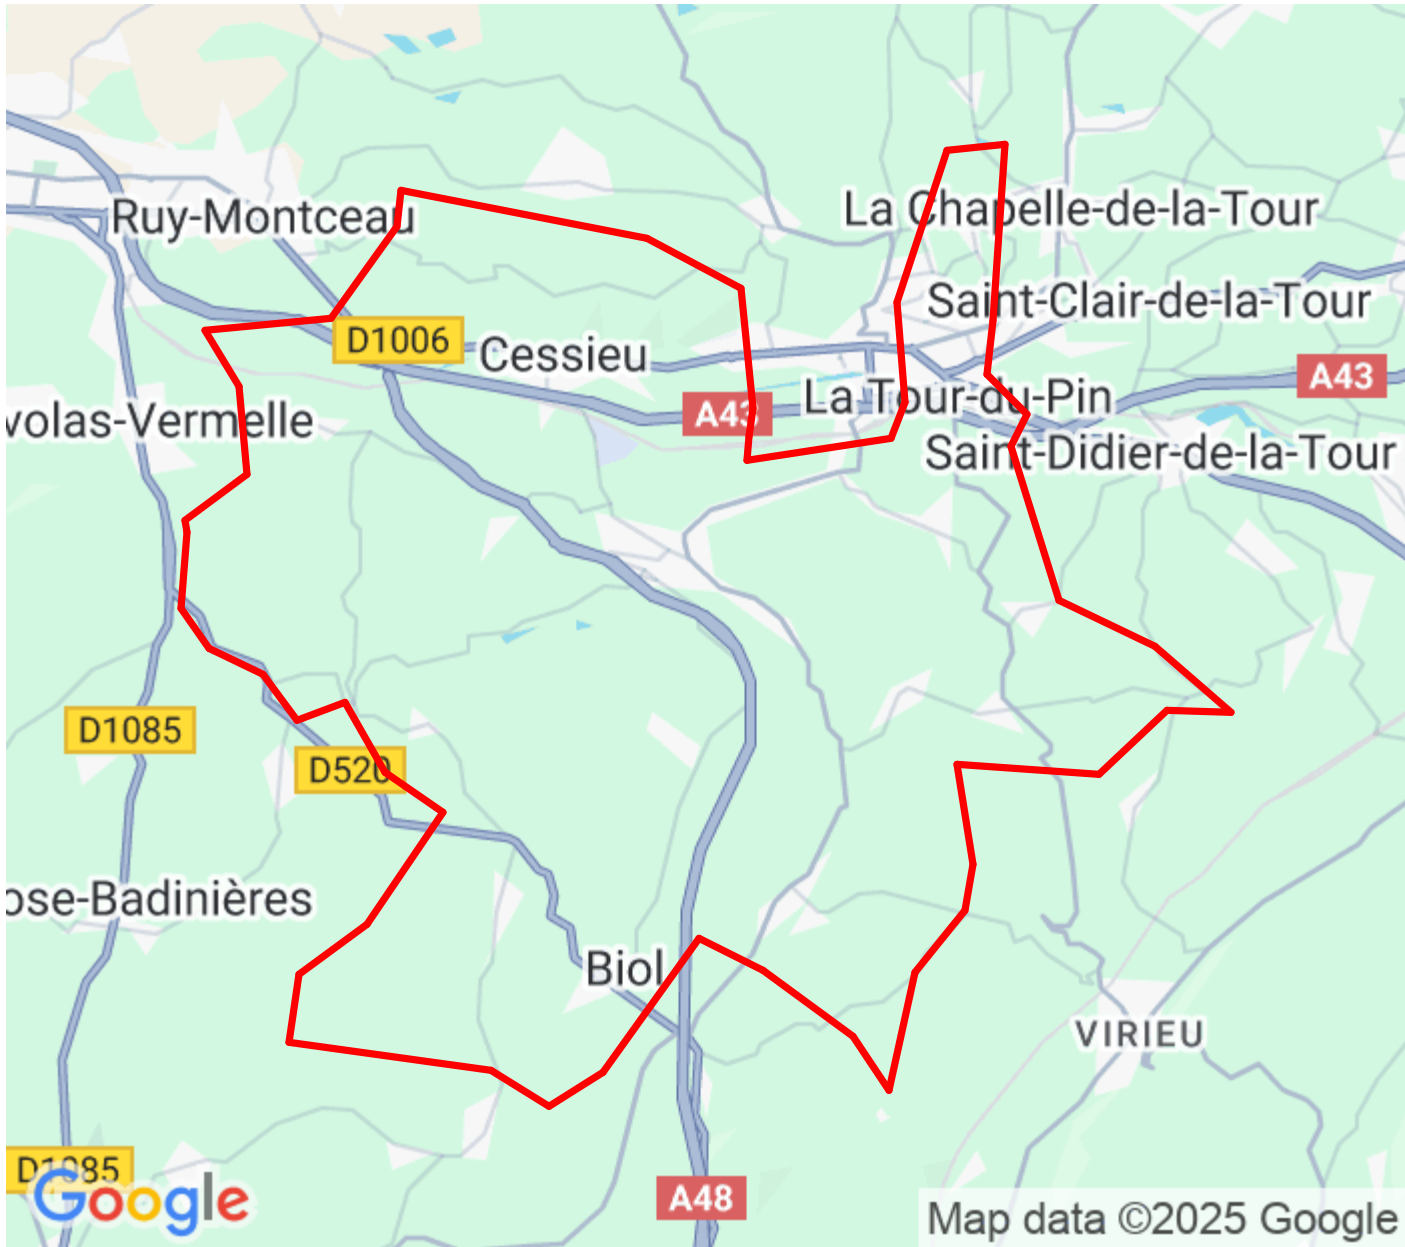 Ruy-Montceau
La Chapelle-de-la-Tour
Saint-Clair-de-la-Tour
D1006
Cessieu
A43
La Tour-du-Pin
A43
volas-Vermelle
Saint-Didier-de-la-Tour
D1085
D520
ose-Badinières
Biol
VIRIEU
D1085
Google
A48
Map data ©2025 Google